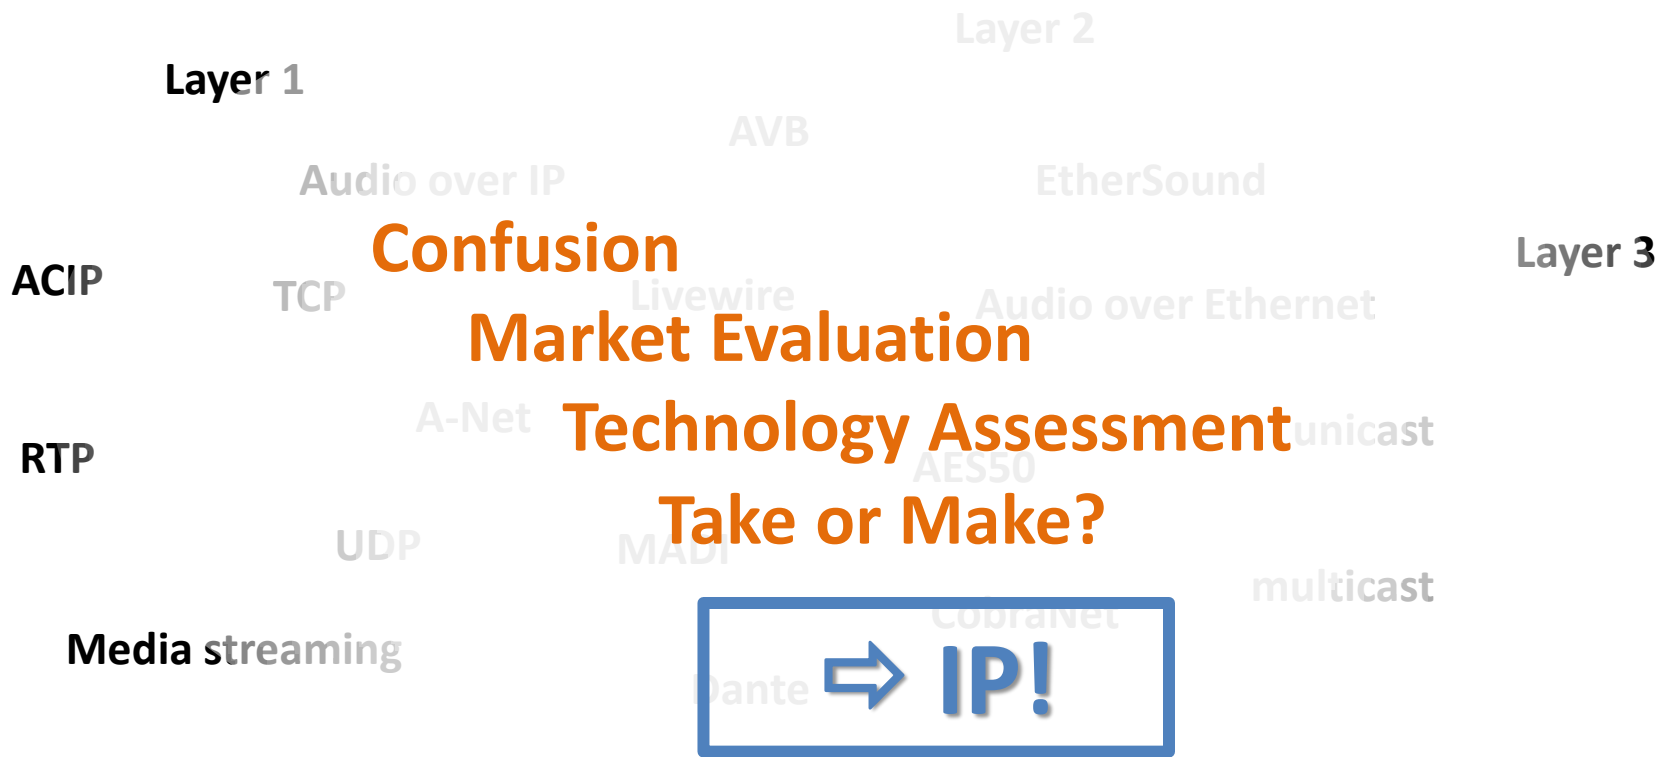 Layer 2
Layer 1
AVB
Audio over IP
EtherSound
Confusion
Layer 3
ACIP
TCP
Livewire
Audio over Ethernet
Market Evaluation
A-Net
Technology Assessment
unicast
RTP
AES50
Take or Make?
UDP
MADI
multicast
CobraNet
Media streaming
Dante
⇨ IP!